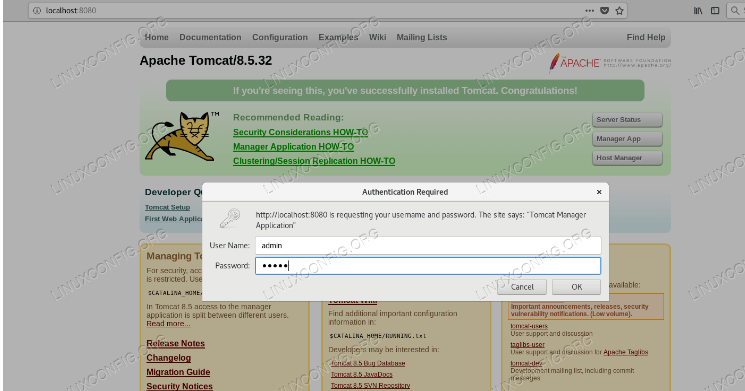 localhost:8080
Home Documentation Configuration Examples Wiki Mailing Lists Find Help
Apache Tomcat/8.5.32
APACHE
SOFTWARE FOUNDATION
http://www.apache.org/
If you're seeing this, you've successfully installed Tomcat. Congratulations!
TM
Recommended Reading:
Security Considerations HOW-TO
Manager Application HOW-TO
Clustering/Session Replication HOW-TO
Server Status
Manager App
Host Manager
Developer Qu
Tomcat Setup
First Web Applica
Authentication Required
http://localhost:8080 is requesting your username and password. The site says: "Tomcat Manager
Application"
User Name: admin
Password: •••••
Cancel OK
Managing To
For security, acc
is restricted. Use
$CATALINA_HOME/
In Tomcat 8.5 access to the manager
application is split between different users.
Read more...
Release Notes
Changelog
Migration Guide
Security Notices
Tomcat Wiki
Find additional important configuration
information in:
$CATALINA_HOME/RUNNING.txt
Developers may be interested in:
Tomcat 8.5 Bug Database
Tomcat 8.5 JavaDocs
Tomcat 8.5 SVN Repository
available:
Important announcements, releases, security
vulnerability notifications. (Low volume).
tomcat-users
User support and discussion
taglibs-user
User support and discussion for Apache Taglibs
tomcat-dev
Development mailing list, including commit
messages
LINUXCONFIG.ORG